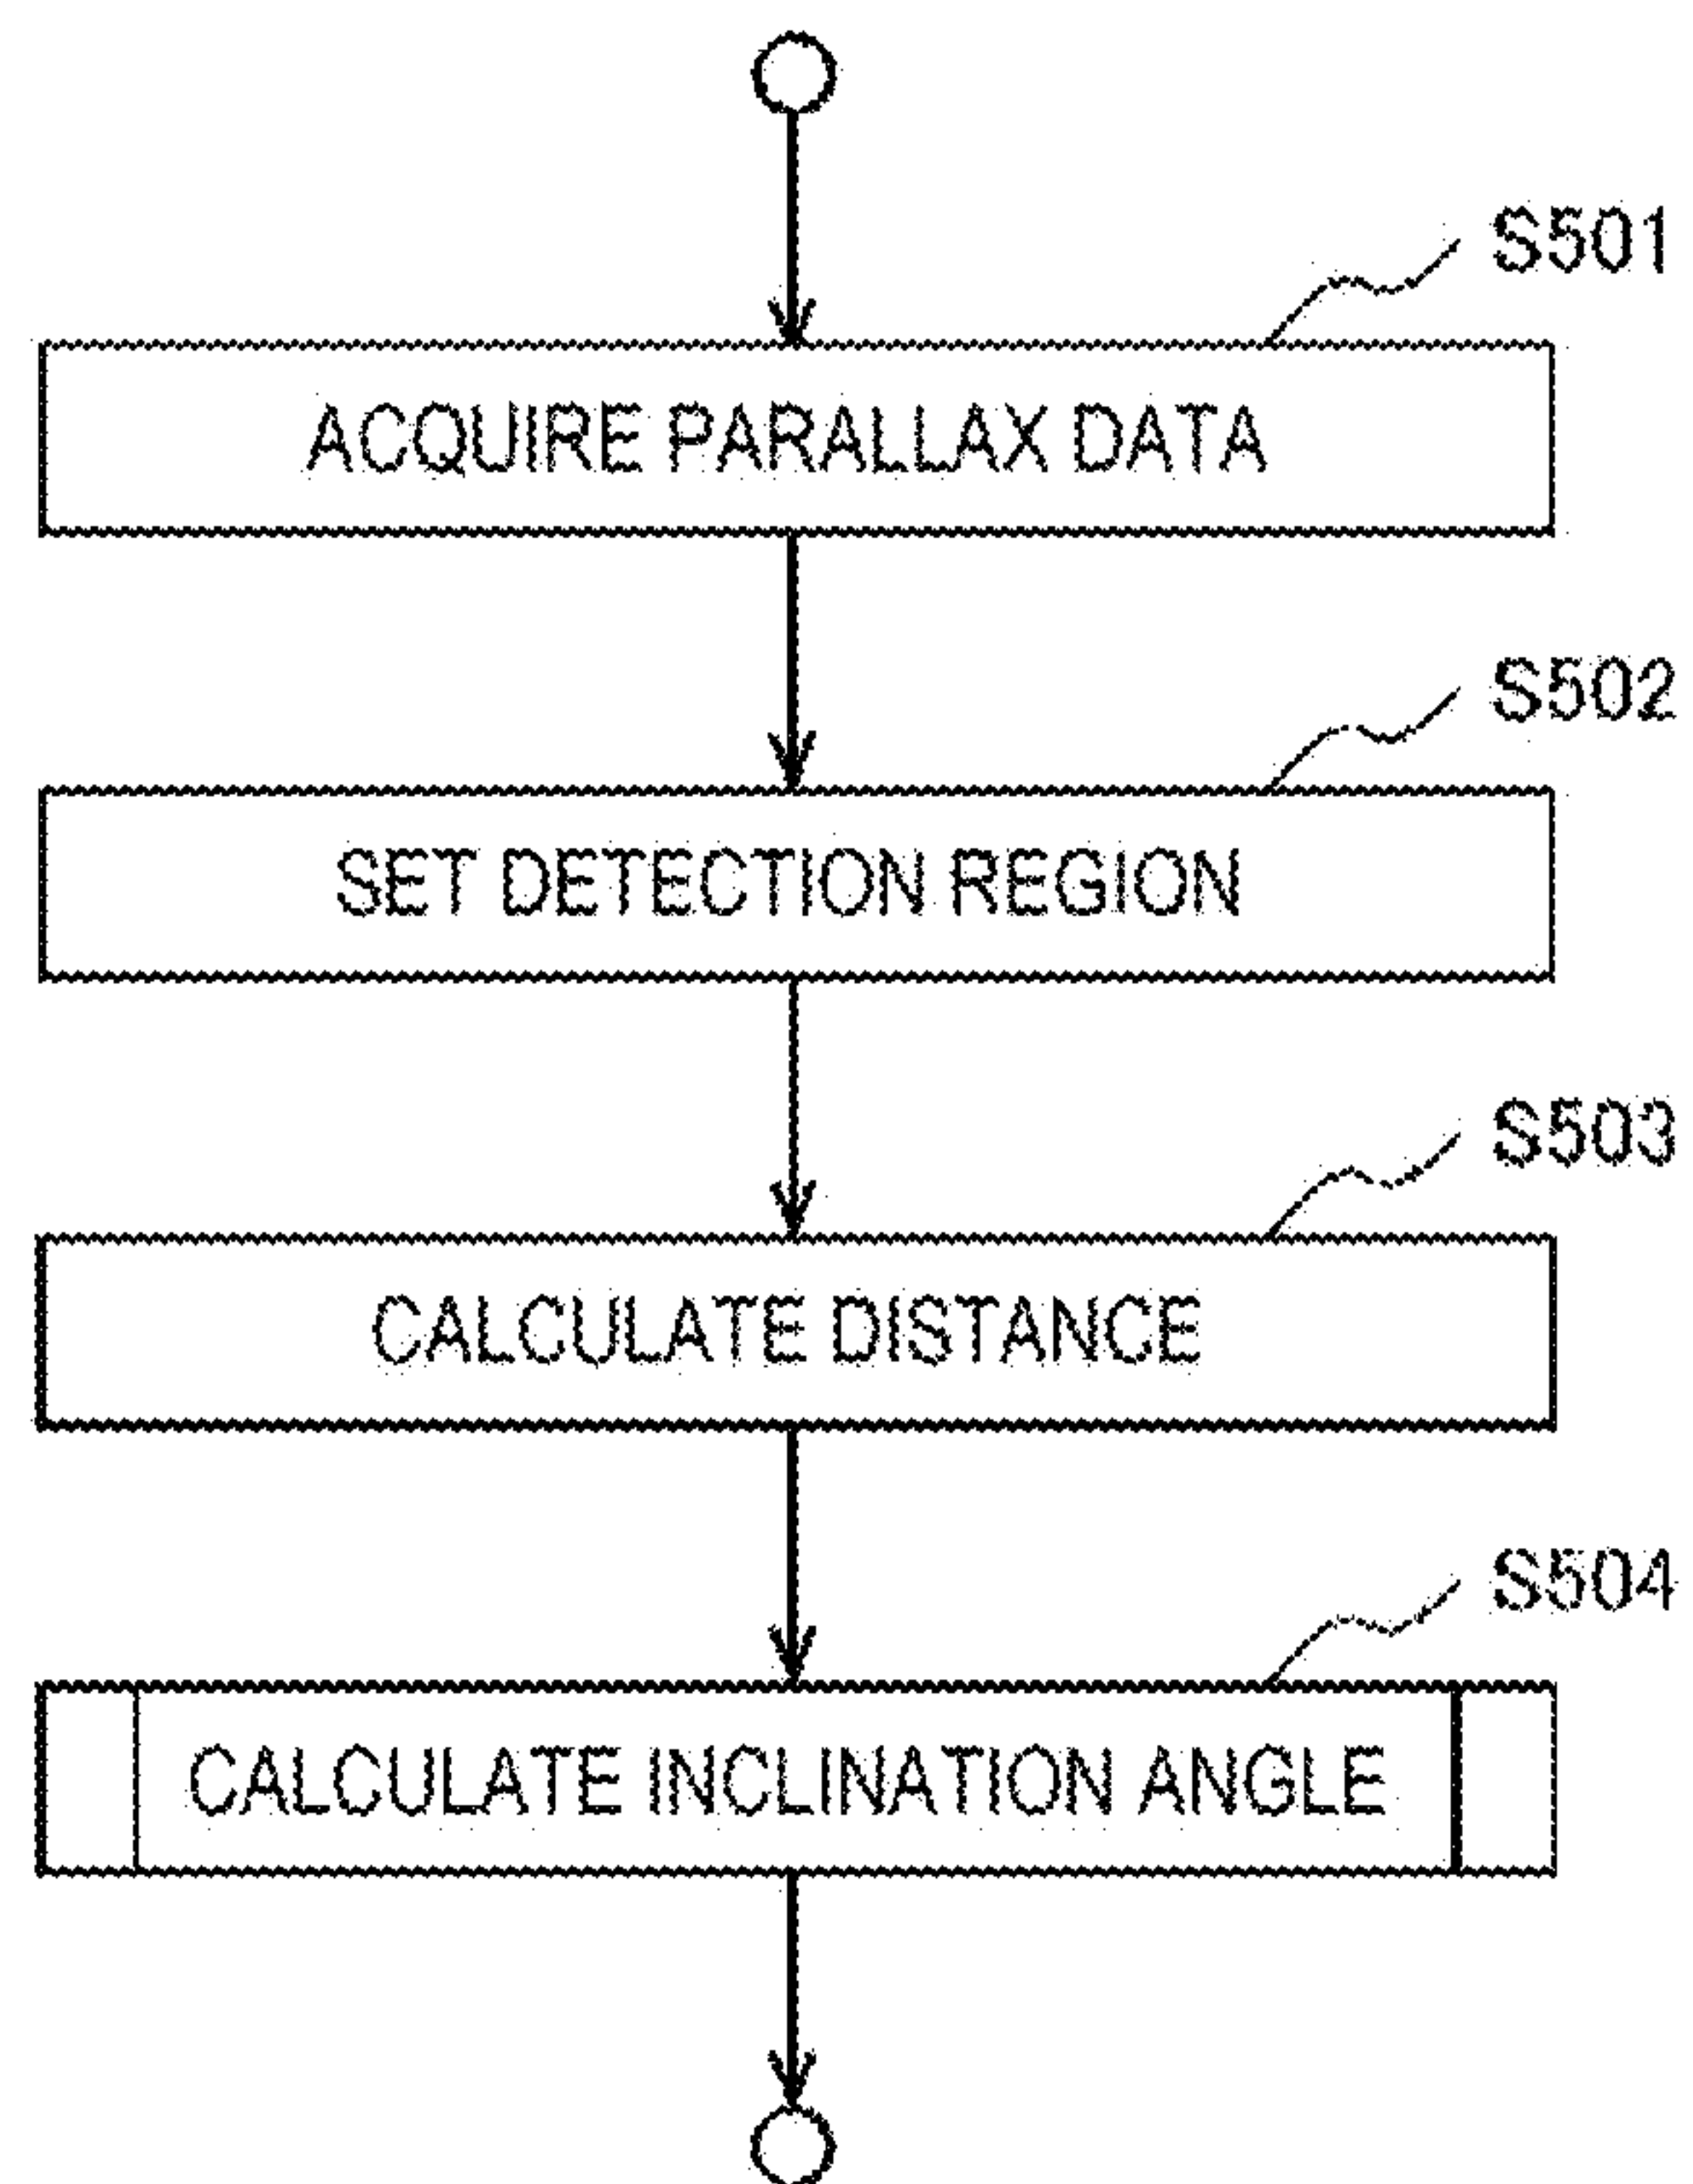 S501
ACQUIRE PARALLAX DATA
S502
SET DETECTION REGION
S503
CALCULATE DISTANCE
S504
CALCULATE INCLINATION ANGLE